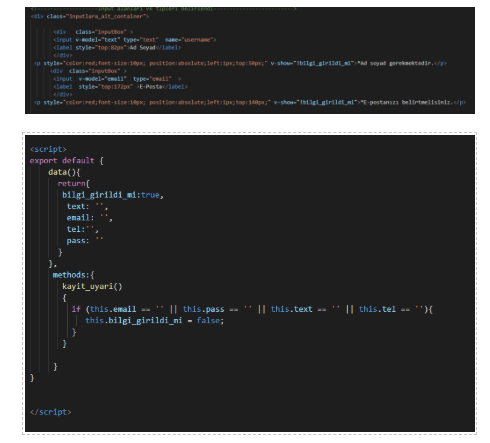 <!--------------------input alanları ve tipleri belirlendi--------------------------->
<div class="inputlara_ait_container">
<div   class="inputBox" >
<input v-model="text" type="text"  name="username">
<label style="top:82px">Ad Soyad</label>
</div>
<p style="color:red;font-size:10px; position:absolute;left:1px;top:50px;" v-show="!bilgi_girildi_mi">*Ad soyad gerekmektedir.</p>
<div  class="inputBox" >
<input  v-model="email"  type="email"  >
<label  style="top:172px" >E-Posta</label>
</div>
<p style="color:red;font-size:10px; position:absolute;left:1px;top:140px;" v-show="!bilgi_girildi_mi">*E-postanızı belirtmelisiniz.</p>
<script>
export default {
data(){
return{
bilgi_girildi_mi:true,
text: '',
email: '',
tel:'',
pass: ''
}
},
methods:{
kayit_uyari()
{
if (this.email == '' || this.pass == '' || this.text == '' || this.tel == ''){
this.bilgi_girildi_mi = false;
}
}
}
}
</script>